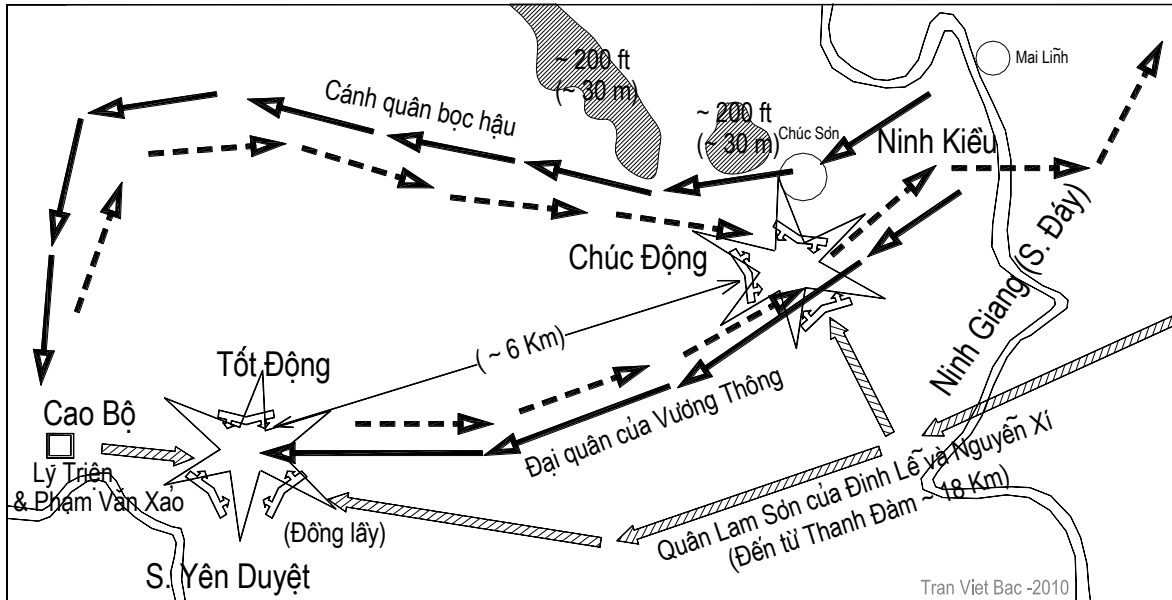 ~ 200 ft
(~ 30 m)
Mai Lĩnh
Cánh quân bọc hậu
~ 200 ft
(~ 30 m)
Chúc Sơn
Ninh Kiều
Chúc Động
Ninh Giang (S. Đáy)
(~ 6 Km)
Tốt Động
Cao Bộ
Lý Triện
& Phạm Văn Xảo
Đại quân của Vương Thông
Quân Lam Sơn của Đinh Lễ và Nguyễn Xí
(Đến từ Thanh Đàm ~ 18 Km)
(Đồng lầy)
S. Yên Duyệt
Tran Viet Bac -2010